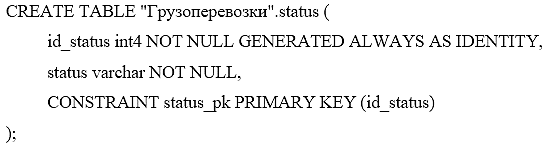 CREATE TABLE "Грузоперевозки".status (
id_status int4 NOT NULL GENERATED ALWAYS AS IDENTITY,
status varchar NOT NULL,
CONSTRAINT status_pk PRIMARY KEY (id_status)
);